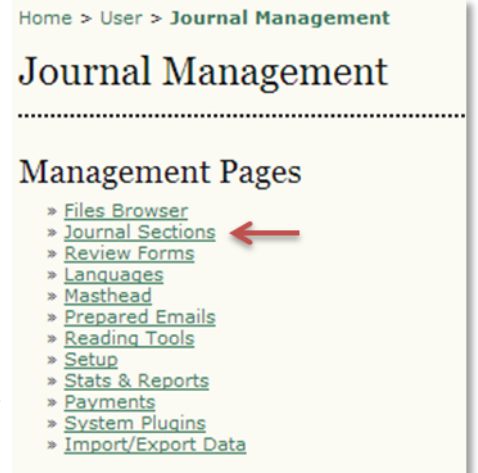 Home > User > Journal Management
Journal Management
Management Pages
» Files Browser
» Journal Sections
» Review Forms
» Languages
» Masthead
» Prepared Emails
» Reading Tools
» Setup
» Stats & Reports
» Payments
» System Plugins
» Import/Export Data